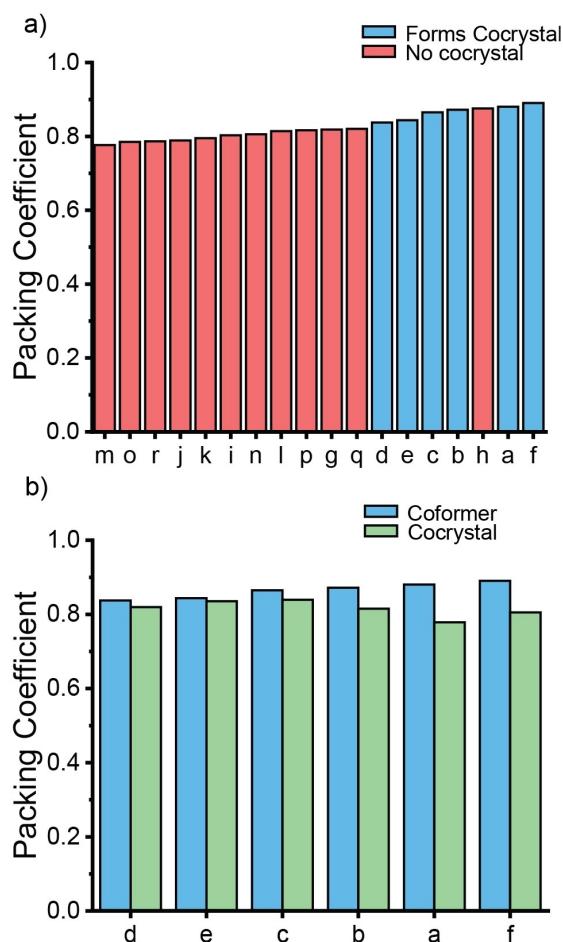 a)
Forms Cocrystal
No cocrystal
Packing Coefficient
1.0
0.8
0.6
0.4
0.2
0.0
m o r j k i n l p g q d e c b h a f
b)
Coformer
Cocrystal
Packing Coefficient
1.0
0.8
0.6
0.4
0.2
0.0
d e c b a f